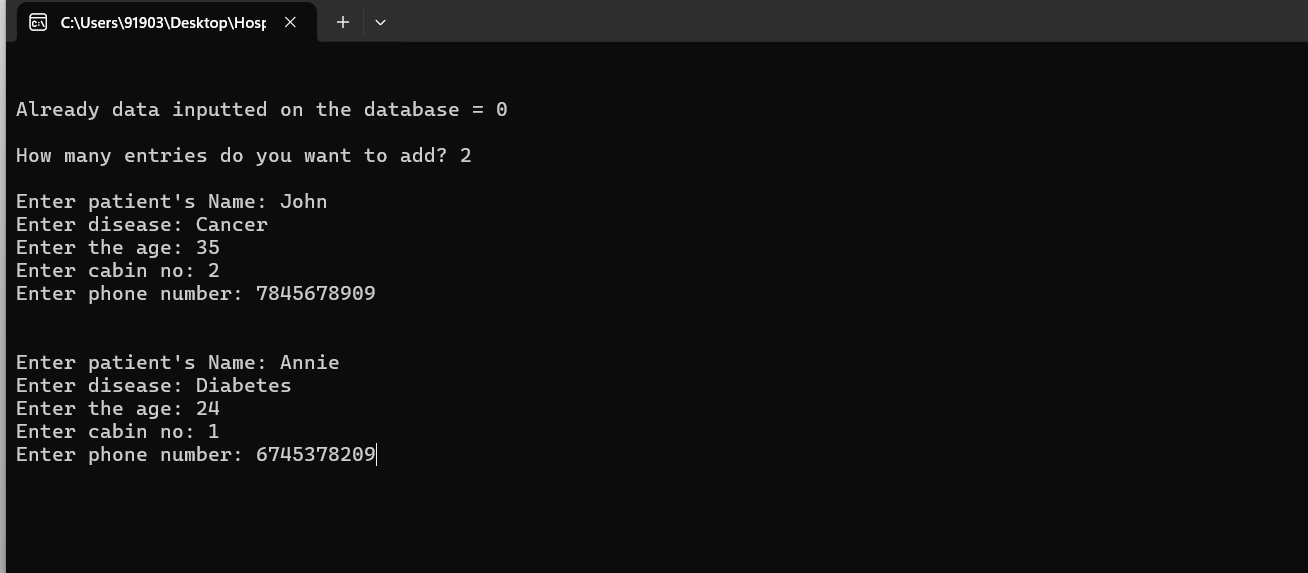 C:\Users\91903\Desktop\Hosp
Already data inputted on the database = 0
How many entries do you want to add? 2
Enter patient's Name: John
Enter disease: Cancer
Enter the age: 35
Enter cabin no: 2
Enter phone number: 7845678909
Enter patient's Name: Annie
Enter disease: Diabetes
Enter the age: 24
Enter cabin no: 1
Enter phone number: 6745378209